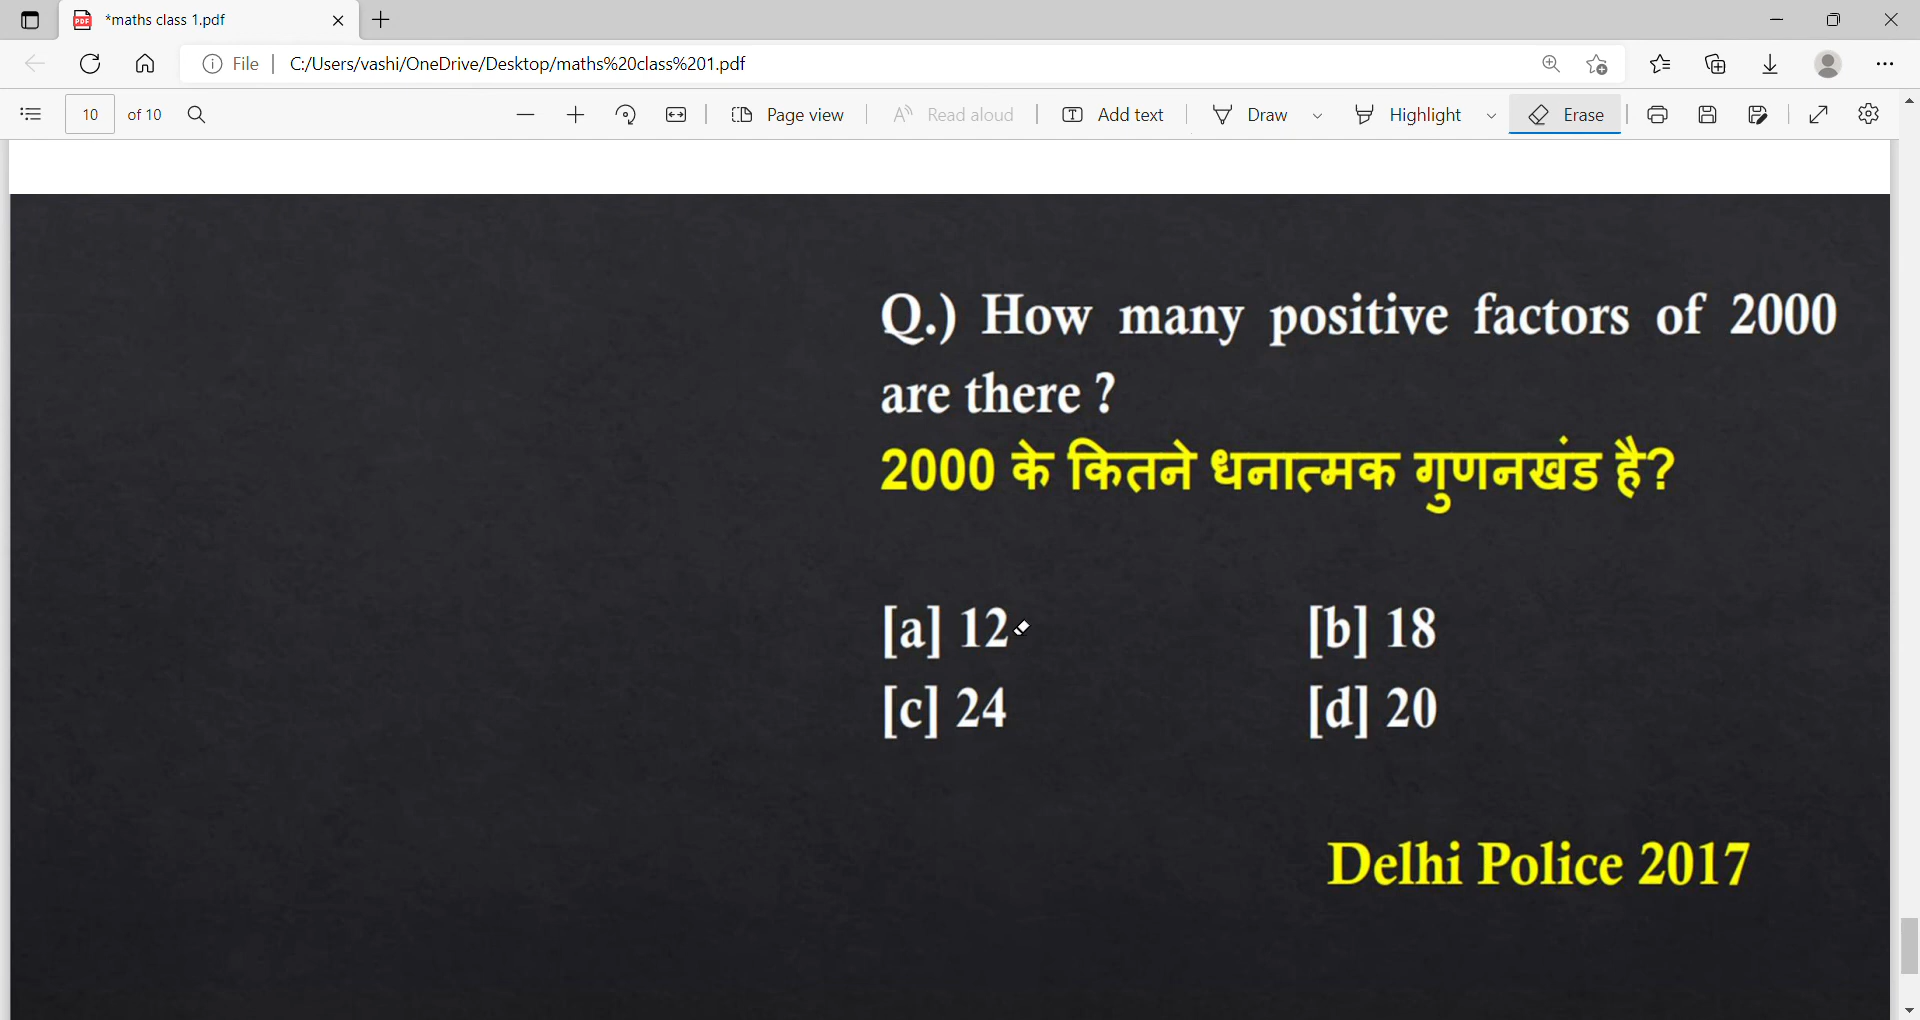 *maths class 1.pdf
File
C:/Users/vashi/OneDrive/Desktop/maths%20class%201.pdf
10 of 10
Page view
Read aloud
Add text
Draw
Highlight
Erase
Q.) How many positive factors of 2000
are there ?
2000 के कितने धनात्मक गुणनखंड है?
[a] 12 [b] 18
[c] 24 [d] 20
Delhi Police 2017